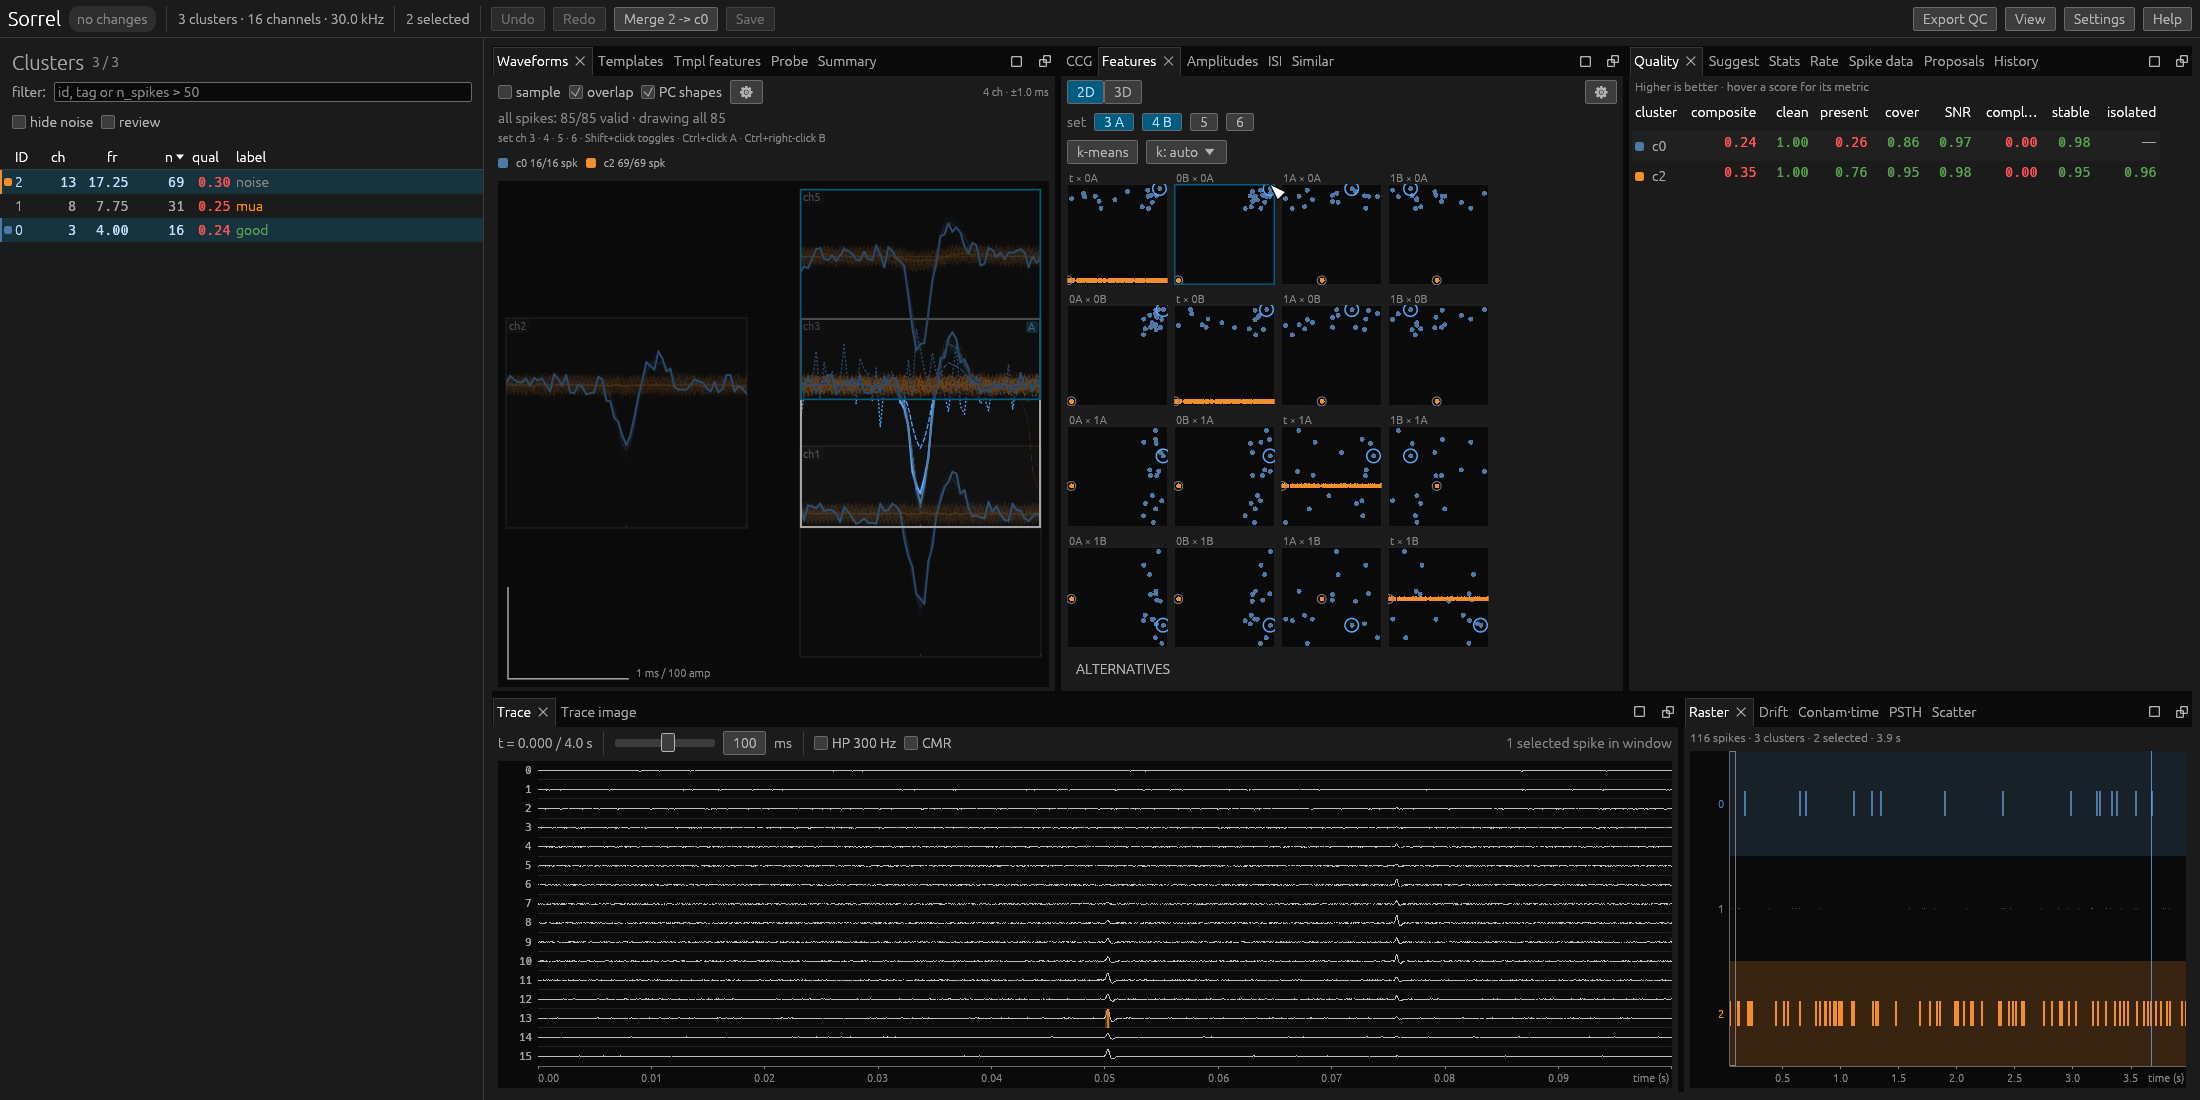 Sorrel no changes 3 clusters · 16 channels · 30.0 kHz 2 selected Undo Redo Merge 2 -> c0 Save Export QC View Settings Help
Clusters 3 / 3
filter: id, tag or n_spikes > 50
hide noise review
ID ch fr n▼ qual label
2 13 17.25 69 0.30 noise
1 8 7.75 31 0.25 mua
0 3 4.00 16 0.24 good
Waveforms Templates Tmpl features Probe Summary
sample overlap PC shapes 4 ch · ±1.0 ms
all spikes: 85/85 valid · drawing all 85
set ch 3 · 4 · 5 · 6 · Shift+click toggles · Ctrl+click A · Ctrl+right-click B
c0 16/16 spk c2 69/69 spk
ch5
ch2
ch3 A
ch1
1 ms / 100 amp
CCG Features Amplitudes ISI Similar
2D 3D
set 3 A 4 B 5 6
k-means k: auto
t × 0A 0B × 0A 1A × 0A 1B × 0A
0A × 0B t × 0B 1A × 0B 1B × 0B
0A × 1A 0B × 1A t × 1A 1B × 1A
0A × 1B 0B × 1B 1A × 1B t × 1B
ALTERNATIVES
Quality Suggest Stats Rate Spike data Proposals History
Higher is better · hover a score for its metric
cluster composite clean present cover SNR compl... stable isolated
c0 0.24 1.00 0.26 0.86 0.97 0.00 0.98 —
c2 0.35 1.00 0.76 0.95 0.98 0.00 0.95 0.96
Trace Trace image
t = 0.000 / 4.0 s 100 ms HP 300 Hz CMR 1 selected spike in window
0
1
2
3
4
5
6
7
8
9
10
11
12
13
14
15
0.00 0.01 0.02 0.03 0.04 0.05 0.06 0.07 0.08 0.09 time (s)
Raster Drift Contam·time PSTH Scatter
116 spikes · 3 clusters · 2 selected · 3.9 s
0
1
2
0.5 1.0 1.5 2.0 2.5 3.0 3.5 time (s)